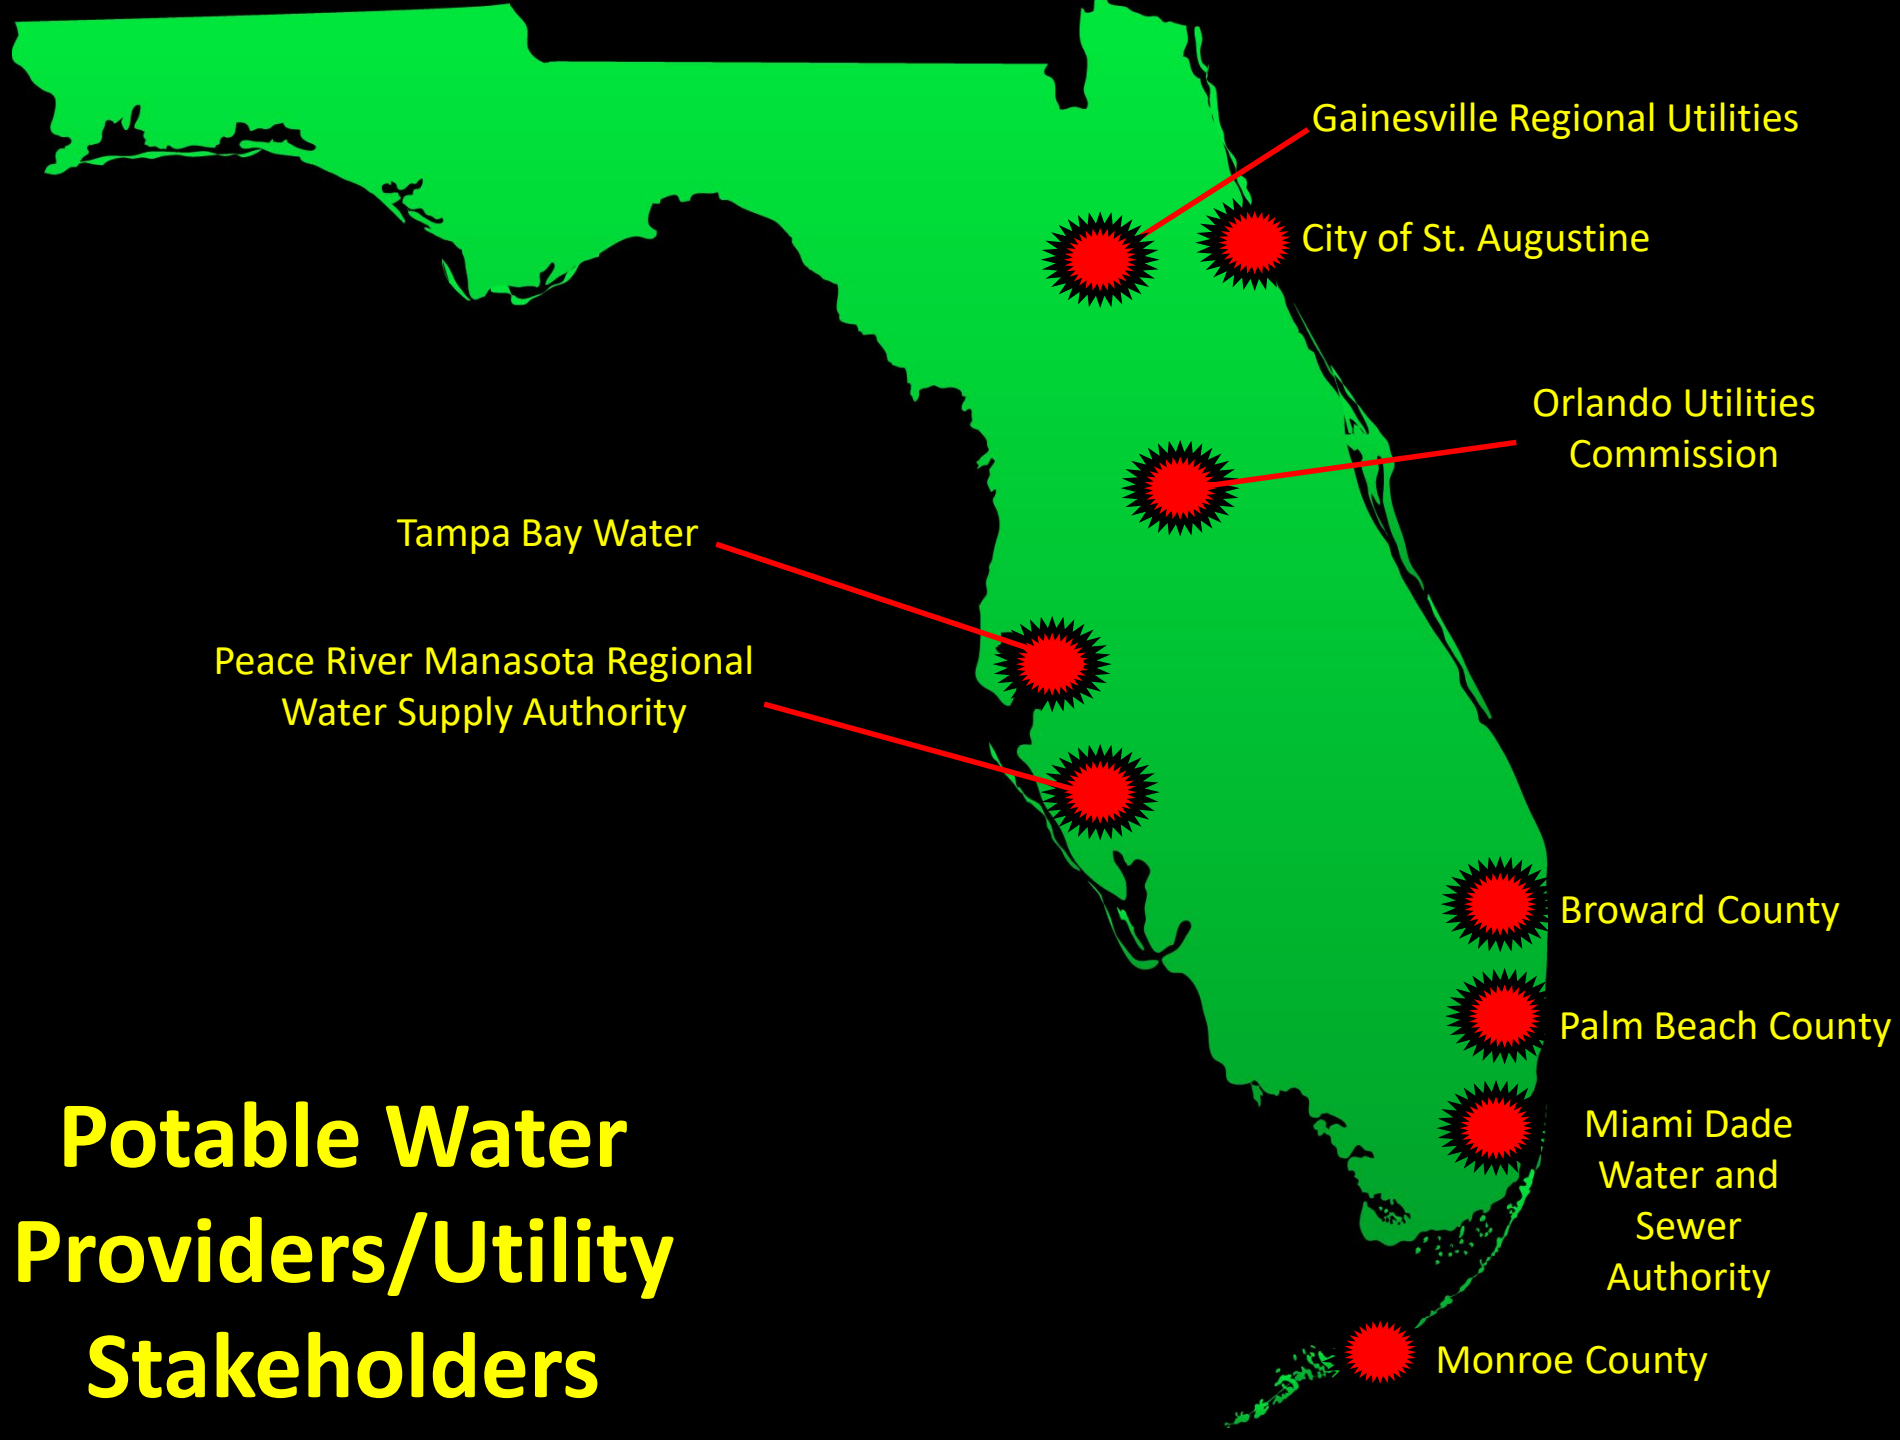 Gainesville Regional Utilities
City of St. Augustine
Orlando Utilities
Commission
Tampa Bay Water
Peace River Manasota Regional
Water Supply Authority
Broward County
Palm Beach County
Miami Dade
Water and
Sewer
Authority
Monroe County
Potable Water
Providers/Utility
Stakeholders